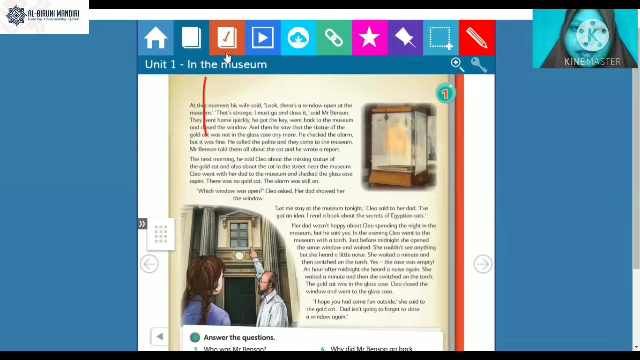 AL-BIRUNI MANDIRI
KINEMASTER
Unit 1 - In the museum
1
At the moment his wife said, 'Look, there's a window open at the
museum.' 'That's strange. I must go and close it,' said Mr Benson.
They went home quickly, he got the key, went back to the museum
and closed the window. And then he saw that the statue of the
gold cat was not in the glass case any more. He checked the alarm,
but it was fine. He called the police and they came to the museum.
Mr Benson told them all about the cat and he wrote a report.
The next morning, he told Cleo about the missing statue of
the gold cat and also about the cat in the street near the museum.
Cleo went with her dad to the museum and checked the glass case
again. There was no gold cat. The alarm was still on.
'Which window was open?' Cleo asked. Her dad showed her
the window.
'Let me stay at the museum tonight,' Cleo said to her dad. 'I've
got an idea. I read a book about the secrets of Egyptian cats.'
Her dad wasn't happy about Cleo spending the night in the
museum, but he said yes. In the evening Cleo went to the
museum with a torch. Just before midnight she opened the
same window and waited. She couldn't see anything
but she heard a little noise. She waited a minute and
then switched on the torch. Yes – the case was empty!
An hour after midnight she heard a noise again. She
waited a minute and then she switched on the torch.
The gold cat was in the glass case. Cleo closed the
window and went to the glass case.
'I hope you had some fun outside,' she said to
the gold cat. 'Dad isn't going to forget to close
a window again.'
2 Answer the questions.
1 Who was Mr Benson?
4 Why did Mr Benson go back